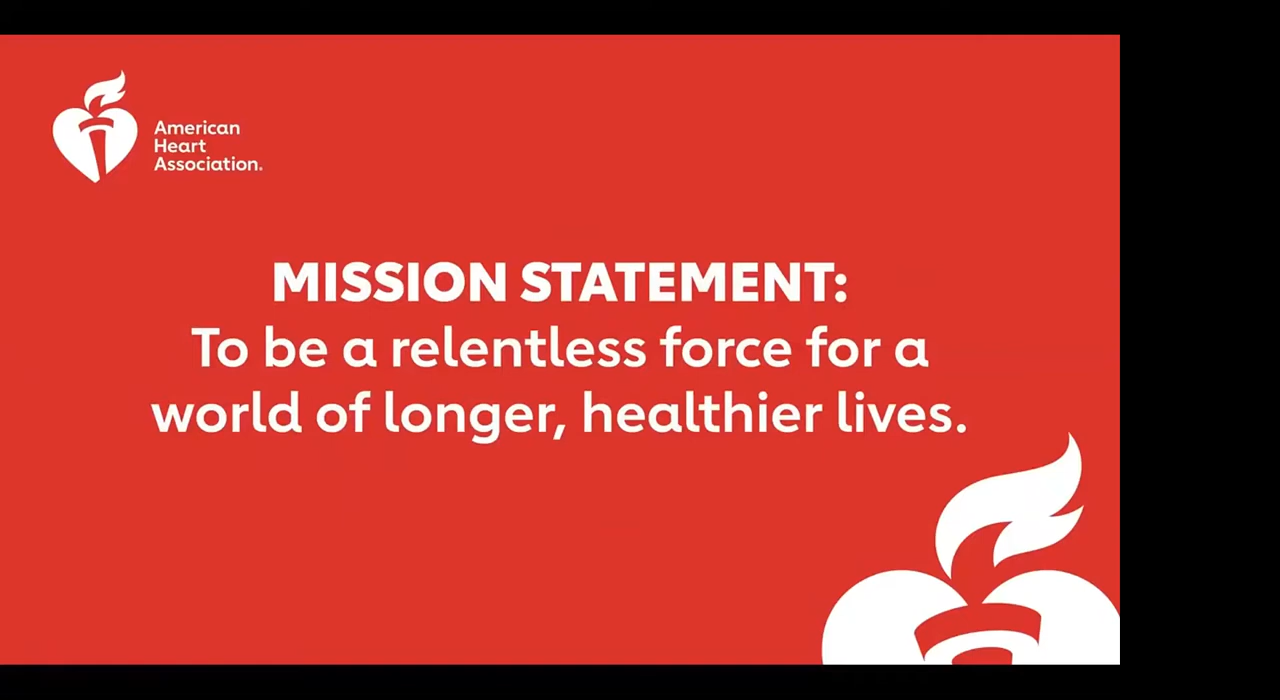 American
Heart
Association.
MISSION STATEMENT:
To be a relentless force for a
world of longer, healthier lives.